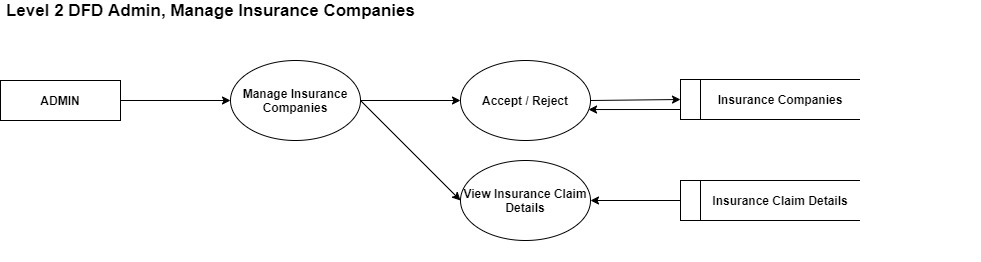 Level 2 DFD Admin, Manage Insurance Companies
ADMIN
Manage Insurance
Companies
Accept / Reject
Insurance Companies
View Insurance Claim
Details
Insurance Claim Details